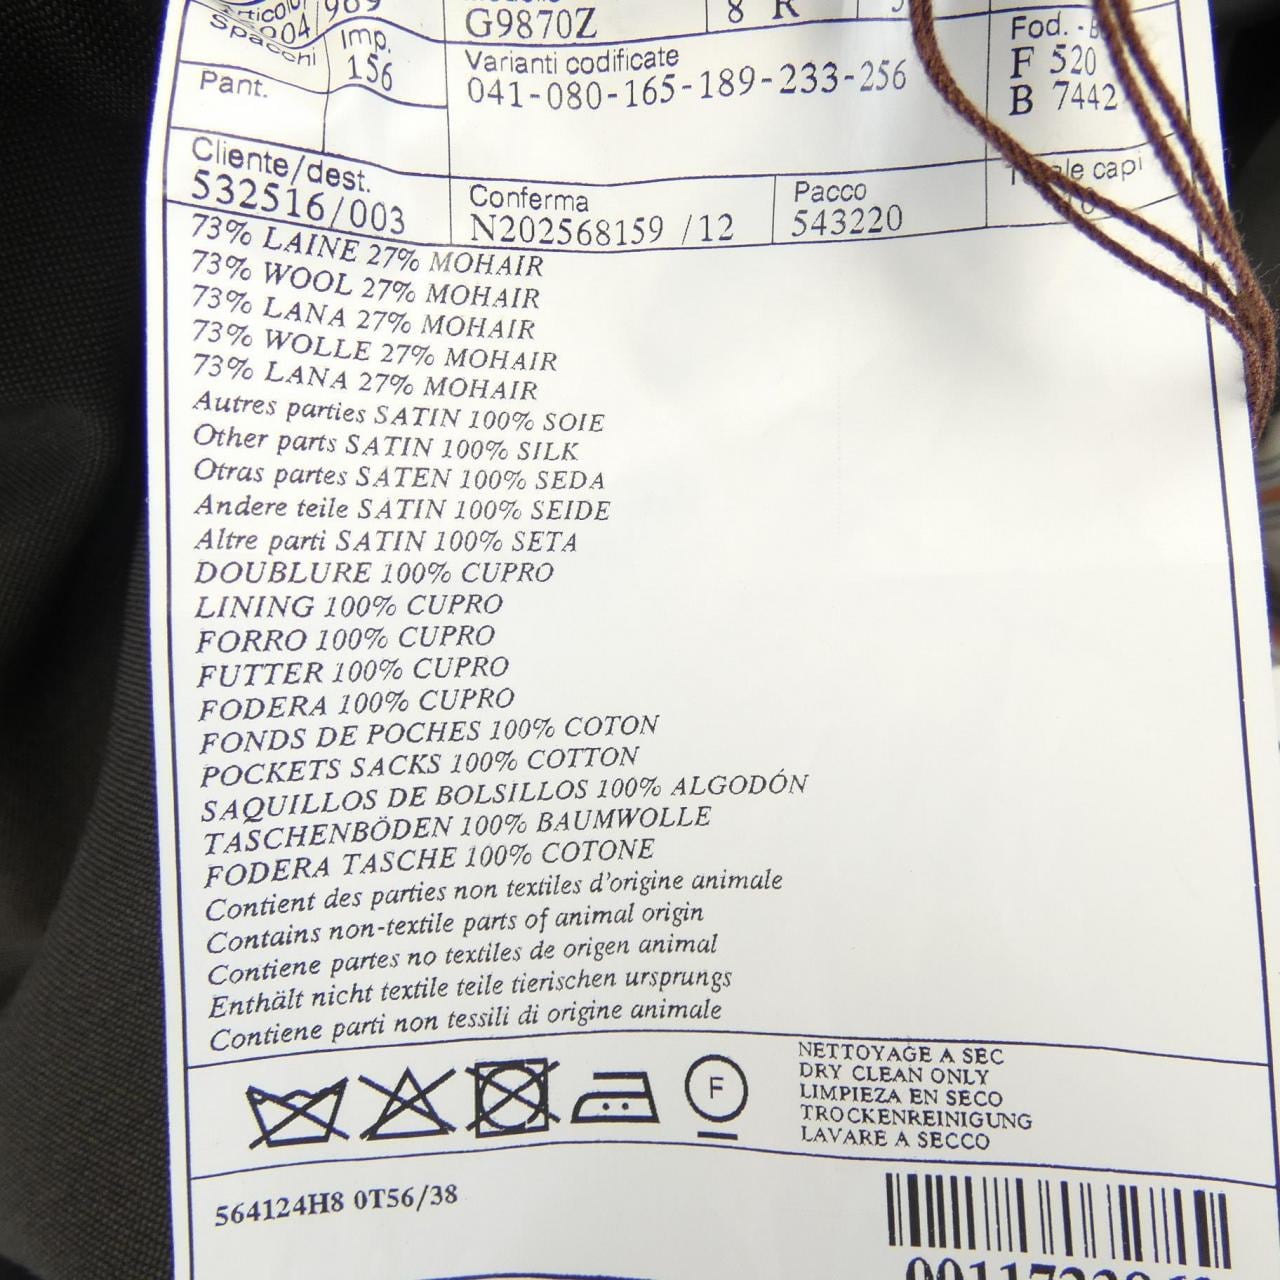 989
G9870Z
8 R
Spacchi
Imp.
156
Varianti codificate
041-080-165-189-233-256
Fod. -
F 520
B 7442
Pant.
Cliente/dest.
532516/003
Conferma
N202568159 /12
Pacco
543220
capi
73% LAINE 27% MOHAIR
73% WOOL 27% MOHAIR
73% LANA 27% MOHAIR
73% WOLLE 27% MOHAIR
73% LANA 27% MOHAIR
Autres parties SATIN 100% SOIE
Other parts SATIN 100% SILK
Otras partes SATEN 100% SEDA
Andere teile SATIN 100% SEIDE
Altre parti SATIN 100% SETA
DOUBLURE 100% CUPRO
LINING 100% CUPRO
FORRO 100% CUPRO
FUTTER 100% CUPRO
FODERA 100% CUPRO
FONDS DE POCHES 100% COTON
POCKETS SACKS 100% COTTON
SAQUILLOS DE BOLSILLOS 100% ALGODÓN
TASCHENBÖDEN 100% BAUMWOLLE
FODERA TASCHE 100% COTONE
Contient des parties non textiles d'origine animale
Contains non-textile parts of animal origin
Contiene partes no textiles de origen animal
Enthält nicht textile teile tierischen ursprungs
Contiene parti non tessili di origine animale
F
NETTOYAGE A SEC
DRY CLEAN ONLY
LIMPIEZA EN SECO
TROCKENREINIGUNG
LAVARE A SECCO
564124H8 0T56/38